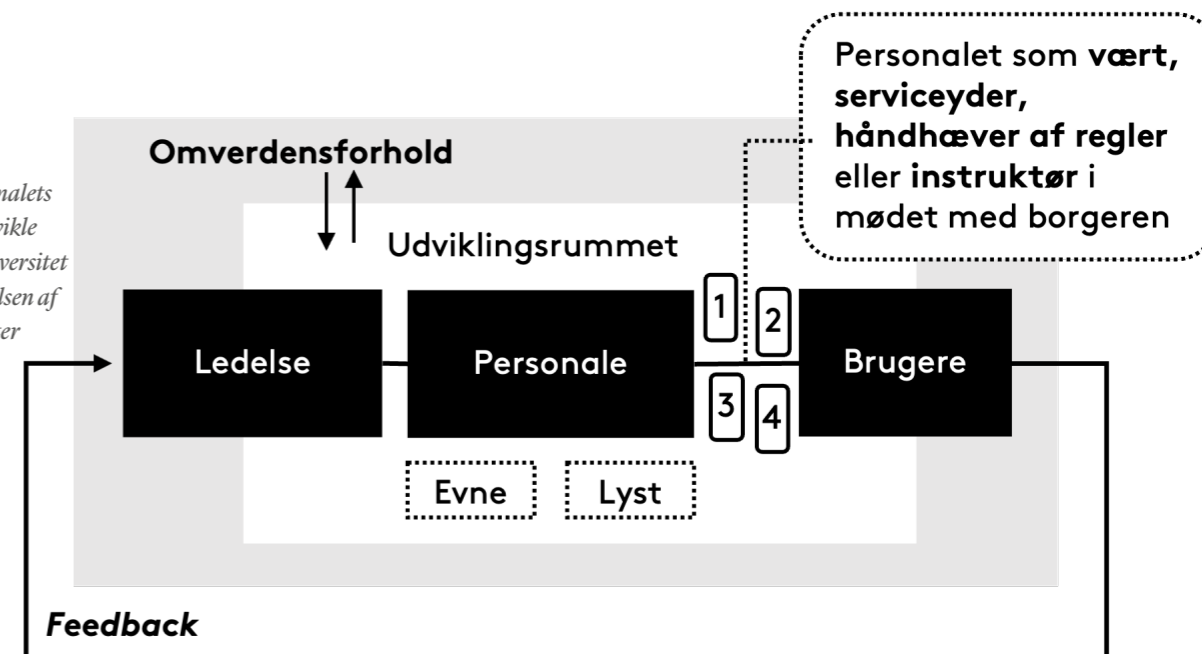 Personalet som vært,
serviceyder,
håndhæver af regler
eller instruktør i
mødet med borgeren
Omverdensforhold
Udviklingsrummet
1
2
Ledelse
Personale
Brugere
3
4
Evne
Lyst
Feedback